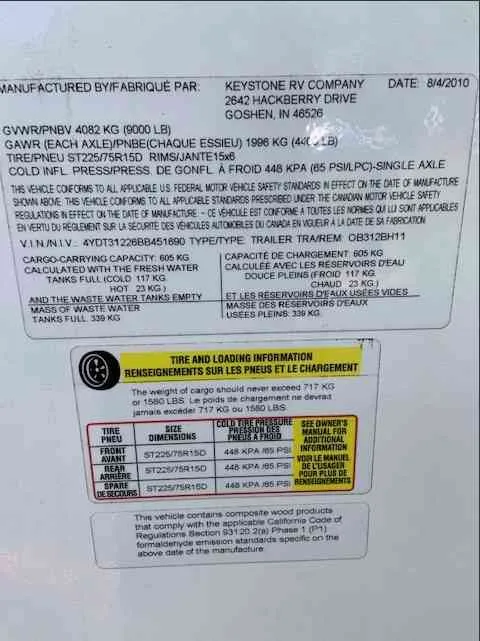 MANUFACTURED BY/FABRIQUÉ PAR: KEYSTONE RV COMPANY DATE: 8/4/2010
2642 HACKBERRY DRIVE
GOSHEN, IN 46526
GVWR/PNBV 4082 KG (9000 LB)
GAWR (EACH AXLE)/PNBE(CHAQUE ESSIEU) 1996 KG LB)
TIRE/PNEU ST225/75R15D RIMS/JANTE15x6
COLD INFL. PRESS/PRESS. DE GONFL À FROID 448 KPA (65 PSI/LPC)-SINGLE AXLE
THIS VEHICLE CONFORMS TO ALL APPLICABLE U.S. FEDERAL MOTOR VEHICLE SAFETY STANDARDS IN EFFECT ON THE DATE OF MANUFACTURE
SHOWN ABOVE. THIS VEHICLE CONFORMS TO ALL APPLICABLE STANDARDS PRESCRIBED UNDER THE CANADIAN MOTOR VEHICLE SAFETY
REGULATIONS IN EFFECT ON THE DATE OF MANUFACTURE - CE VÉHICULE EST CONFORME A TOUTES LES NORMES QUI LUI SONT APPLICABLES
EN VERTU DU RÈGLEMENT SUR LA SÉCURITÉ DES VÉHICULES AUTOMOBILES DU CANADA EN VIGUEUR À LA DATE DE SA FABRICATION
V.I.N/N.I.V.: 4YDT31226BB451690 TYPE/TYPE: TRAILER TRA/REM: OB312BH11
CARGO-CARRYING CAPACITY: 605 KG
CALCULATED WITH THE FRESH WATER
TANKS FULL (COLD 117 KG
HOT 23 KG.)
AND THE WASTE WATER TANKS EMPTY
MASS OF WASTE WATER
TANKS FULL: 339 KG
CAPACITÉ DE CHARGEMENT: 605 KG
CALCULÉE AVEC LES RÉSERVOIRS D'EAU
DOUCE PLEINS (FROID 117 KG
CHAUD 23 KG.)
ET LES RÉSERVOIRS D'EAUX USÉES VIDES
MASSE DES RÉSERVOIRS D'EAUX
USÉES PLEINS: 339 KG.
TIRE AND LOADING INFORMATION
RENSEIGNEMENTS SUR LES PNEUS ET LE CHARGEMENT
The weight of cargo should never exceed 717 KG
or 1580 LBS. Le poids de chargement ne devrait
jamais excéder 717 KG ou 1580 LBS.
TIRE PNEU SIZE DIMENSIONS COLD TIRE PRESSURE PRESSION DES PNEUS A FROID
FRONT AVANT ST225/75R15D 448 KPA /65 PSI
REAR ARRIÈRE ST225/75R15D 448 KPA /65 PSI
SPARE DE SECOURS ST225/75R15D 448 KPA /65 PSI
SEE OWNER'S
MANUAL FOR
ADDITIONAL
INFORMATION
VOIR LE MANUEL
DE L'USAGER
POUR PLUS DE
RENSEIGNEMENTS
This vehicle contains composite wood products
that comply with the applicable California Code of
Regulations Section 93120.2(a) Phase 1 (P1)
formaldehyde emission standards specific on the
above date of the manufacture.